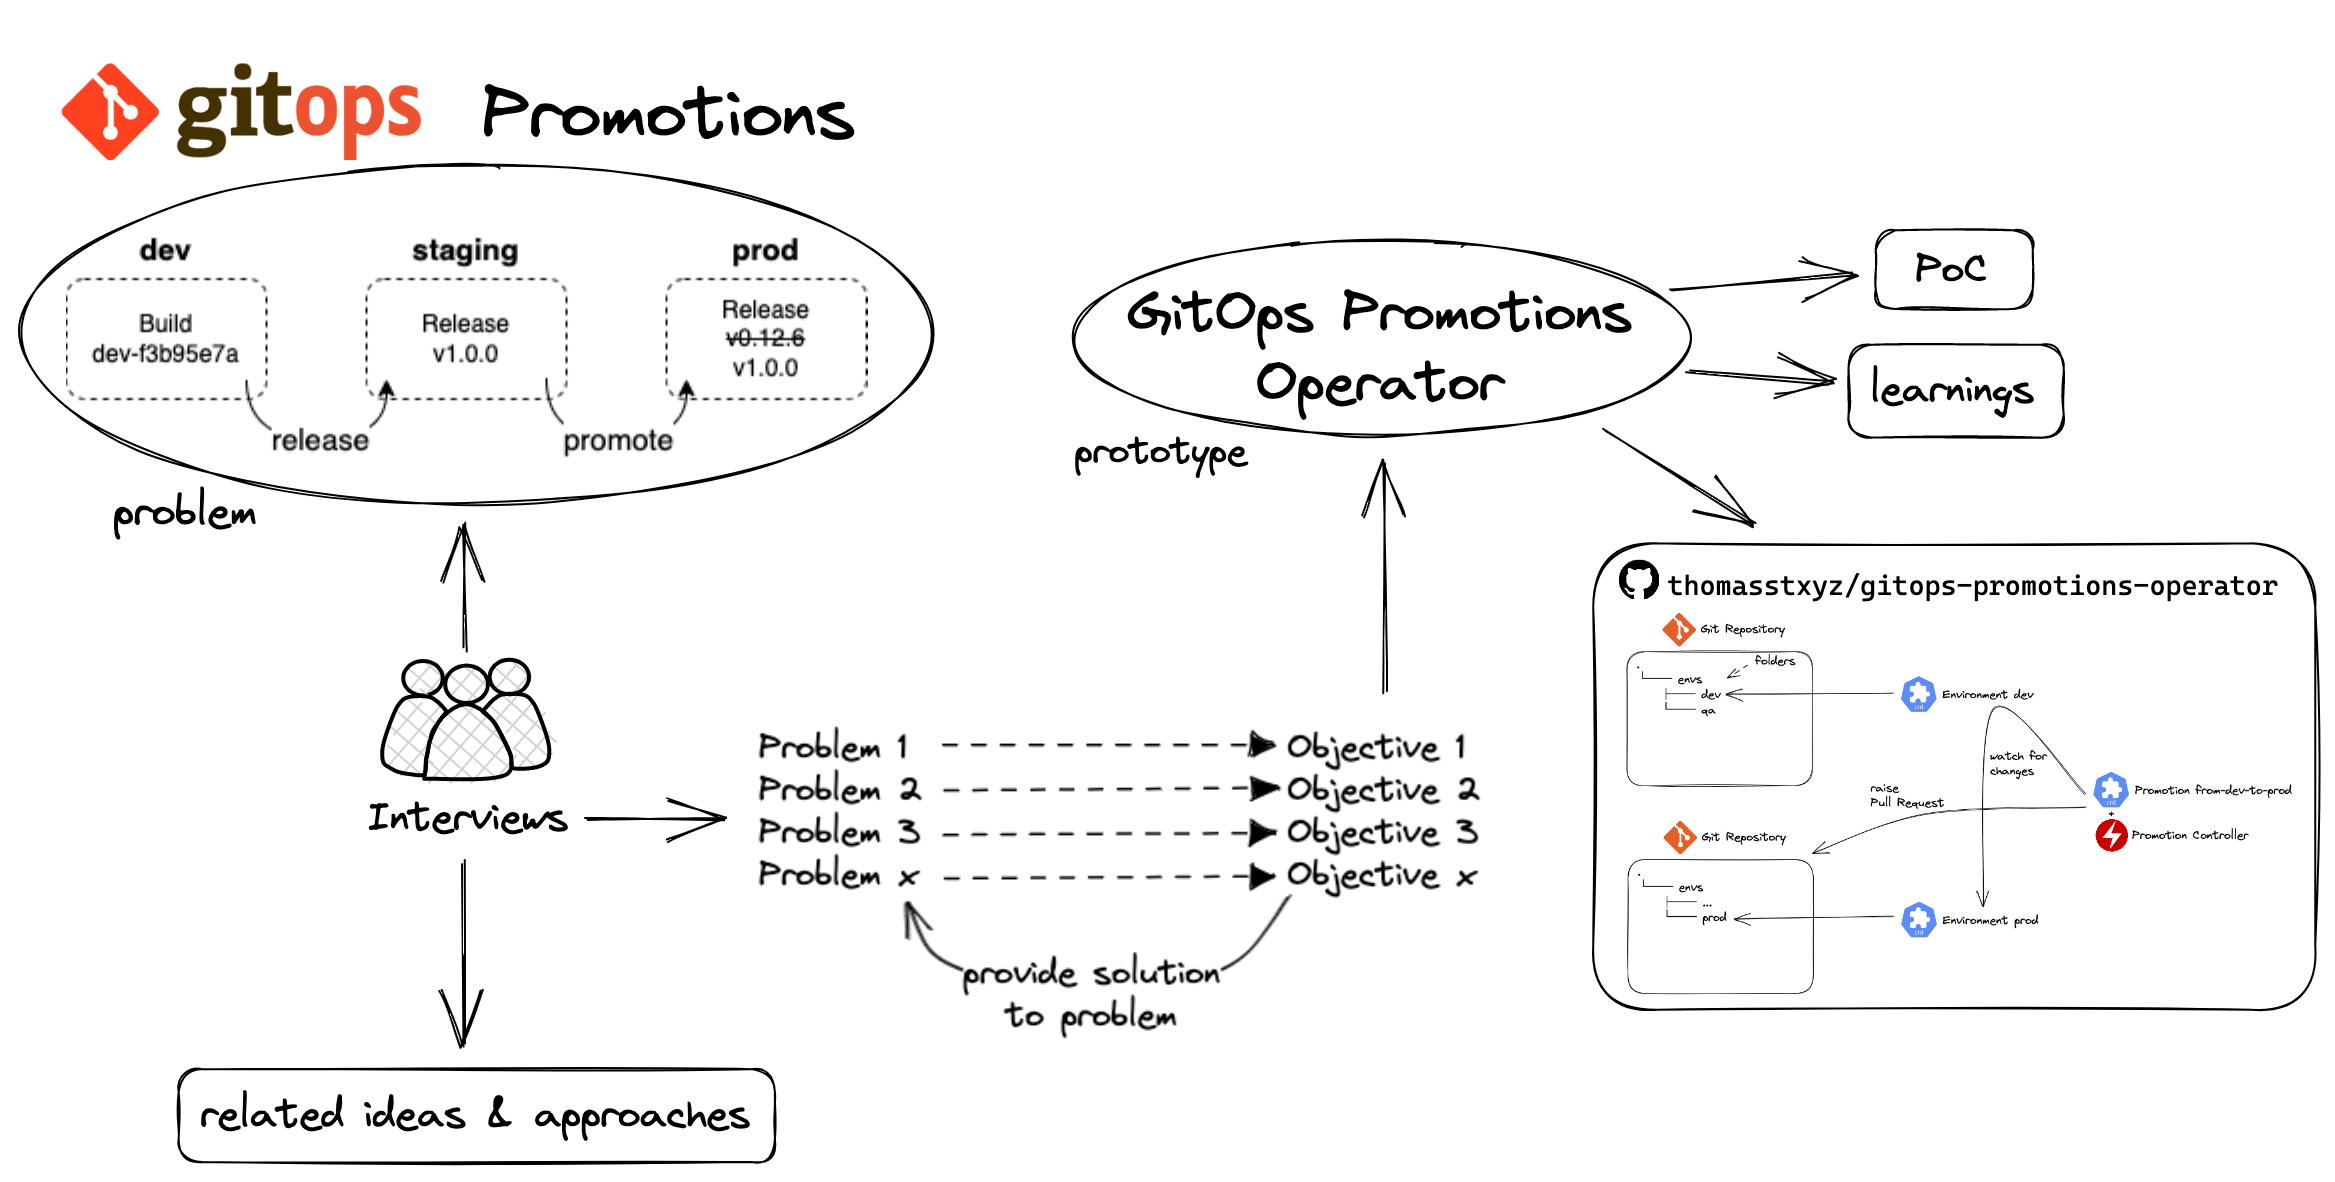 gitops Promotions
dev
staging
prod
Build
dev-f3b95e7a
Release
v1.0.0
Release
v0.12.6
v1.0.0
release
promote
problem
Interviews
related ideas & approaches
Problem 1
Problem 2
Problem 3
Problem x
Objective 1
Objective 2
Objective 3
Objective x
provide solution
to problem
GitOps Promotions
Operator
prototype
PoC
learnings
thomasstxyz/gitops-promotions-operator
Git Repository
folders
.
envs
dev
qa
Environment dev
crd
watch for
changes
raise
Pull Request
Promotion from-dev-to-prod
crd
+
Promotion Controller
Git Repository
.
envs
...
prod
Environment prod
crd